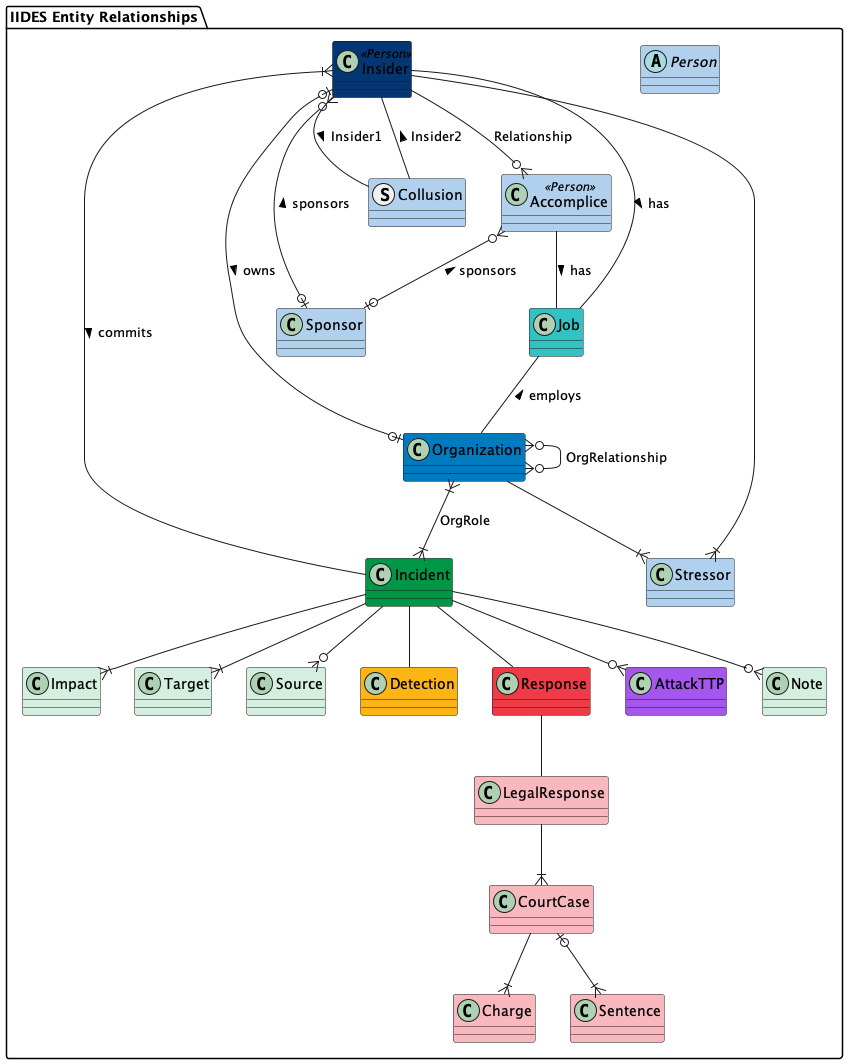 IIDES Entity Relationships
C «Person»
Insider
A Person
Insider1
Insider2
Relationship
S Collusion
C «Person»
Accomplice
sponsors
has
owns
sponsors
has
C Sponsor
C Job
commits
employs
C Organization
OrgRelationship
OrgRole
C Incident
C Stressor
C Impact
C Target
C Source
C Detection
C Response
C AttackTTP
C Note
C LegalResponse
C CourtCase
C Charge
C Sentence